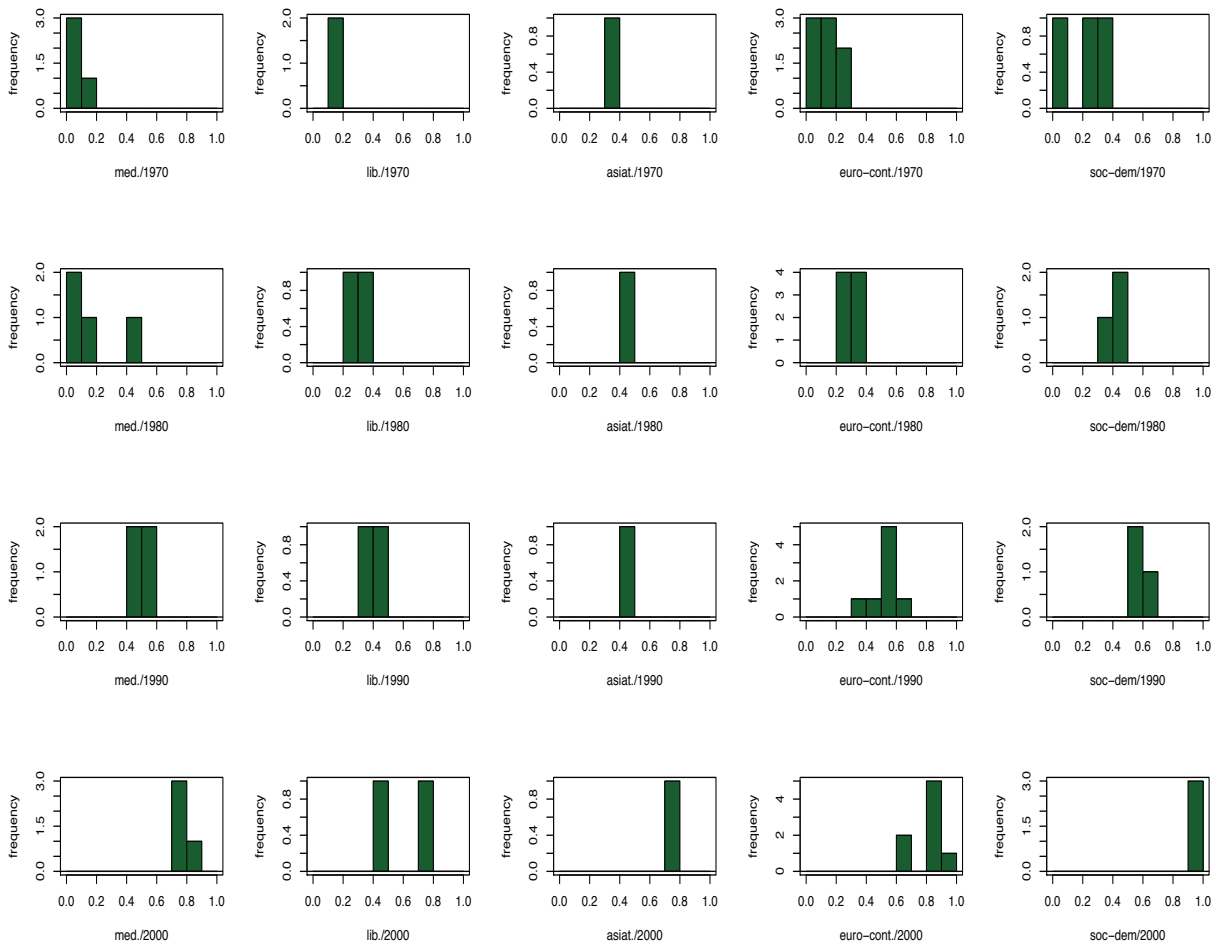 frequency
0.0 1.5 3.0
0.0 0.2 0.4 0.6 0.8 1.0
med./1970
frequency
0.0 1.0 2.0
0.0 0.2 0.4 0.6 0.8 1.0
lib./1970
frequency
0.0 0.4 0.8
0.0 0.2 0.4 0.6 0.8 1.0
asiat./1970
frequency
0.0 1.5 3.0
0.0 0.2 0.4 0.6 0.8 1.0
euro-cont./1970
frequency
0.0 0.4 0.8
0.0 0.2 0.4 0.6 0.8 1.0
soc-dem/1970
frequency
0.0 1.0 2.0
0.0 0.2 0.4 0.6 0.8 1.0
med./1980
frequency
0.0 0.4 0.8
0.0 0.2 0.4 0.6 0.8 1.0
lib./1980
frequency
0.0 0.4 0.8
0.0 0.2 0.4 0.6 0.8 1.0
asiat./1980
frequency
0 1 2 3 4
0.0 0.2 0.4 0.6 0.8 1.0
euro-cont./1980
frequency
0.0 1.0 2.0
0.0 0.2 0.4 0.6 0.8 1.0
soc-dem/1980
frequency
0.0 1.0 2.0
0.0 0.2 0.4 0.6 0.8 1.0
med./1990
frequency
0.0 0.4 0.8
0.0 0.2 0.4 0.6 0.8 1.0
lib./1990
frequency
0.0 0.4 0.8
0.0 0.2 0.4 0.6 0.8 1.0
asiat./1990
frequency
0 2 4
0.0 0.2 0.4 0.6 0.8 1.0
euro-cont./1990
frequency
0.0 1.0 2.0
0.0 0.2 0.4 0.6 0.8 1.0
soc-dem/1990
frequency
0.0 1.5 3.0
0.0 0.2 0.4 0.6 0.8 1.0
med./2000
frequency
0.0 0.4 0.8
0.0 0.2 0.4 0.6 0.8 1.0
lib./2000
frequency
0.0 0.4 0.8
0.0 0.2 0.4 0.6 0.8 1.0
asiat./2000
frequency
0 2 4
0.0 0.2 0.4 0.6 0.8 1.0
euro-cont./2000
frequency
0.0 1.5 3.0
0.0 0.2 0.4 0.6 0.8 1.0
soc-dem/2000